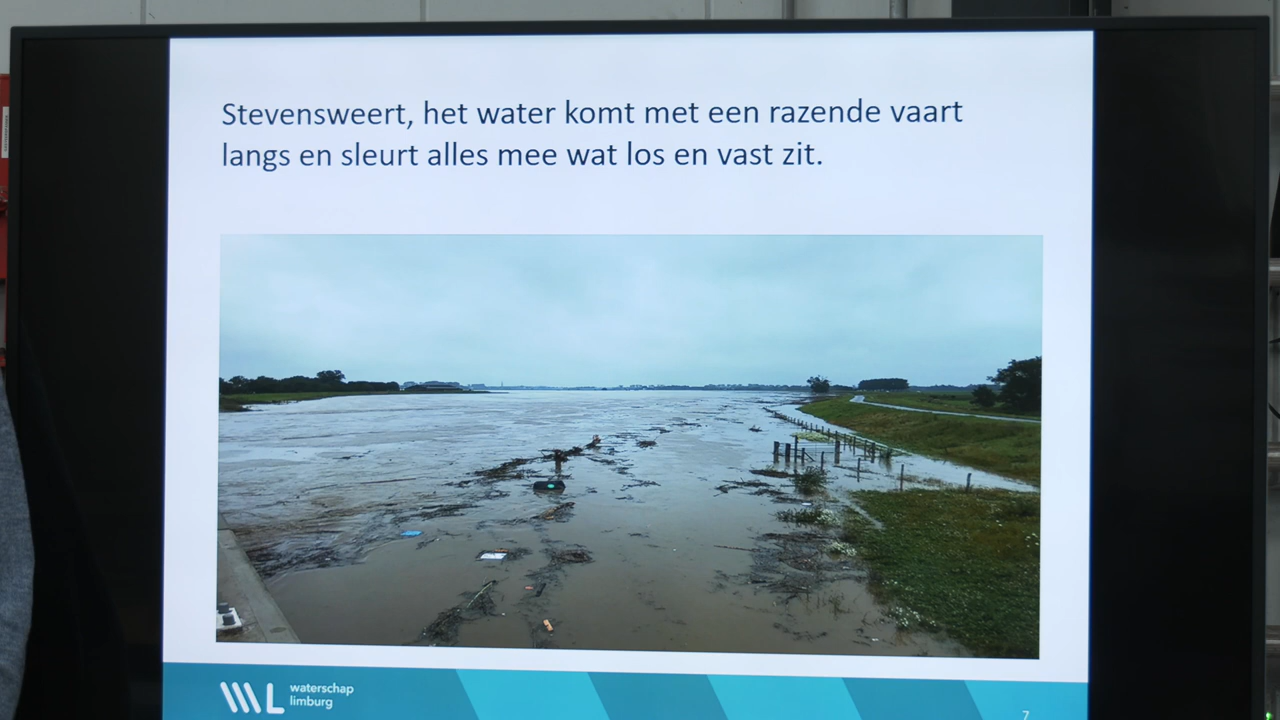 Stevensweert, het water komt met een razende vaart
langs en sleurt alles mee wat los en vast zit.
WL
waterschap
limburg
7